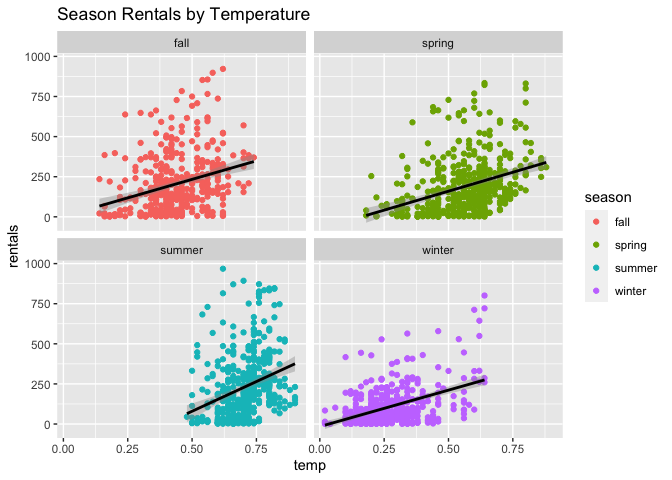 Season Rentals by Temperature
fall
spring
1000
750
500
250
0
summer
winter
1000
750
500
250
0
0.00
0.25
0.50
0.75
0.00
0.25
0.50
0.75
temp
rentals
season
fall
spring
summer
winter